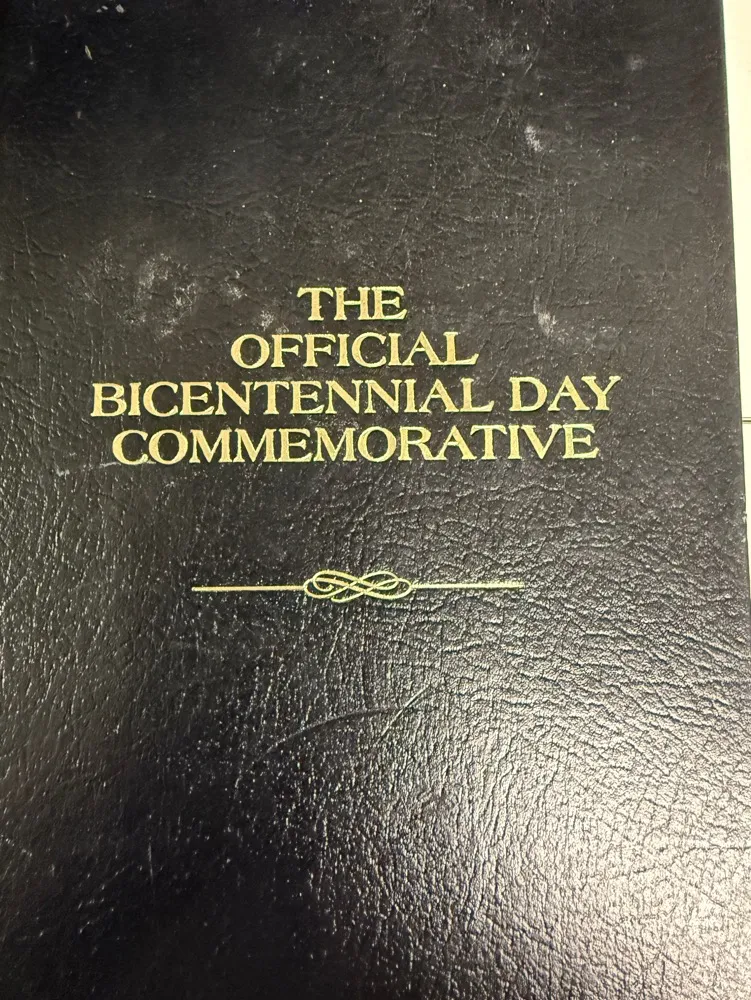 THE
OFFICIAL
BICENTENNIAL DAY
COMMEMORATIVE